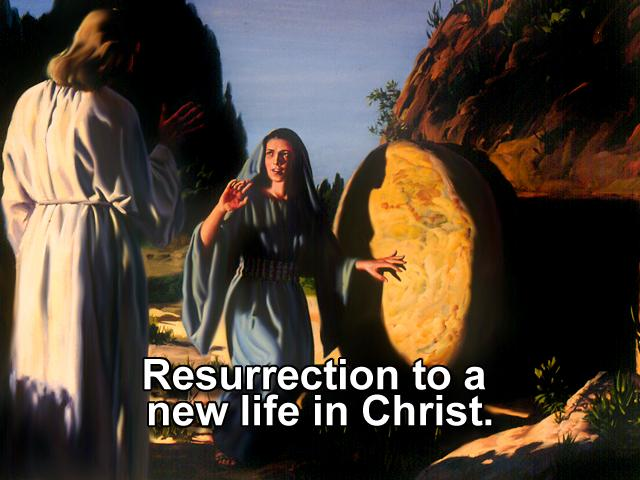 Resurrection to a
new life in Christ.